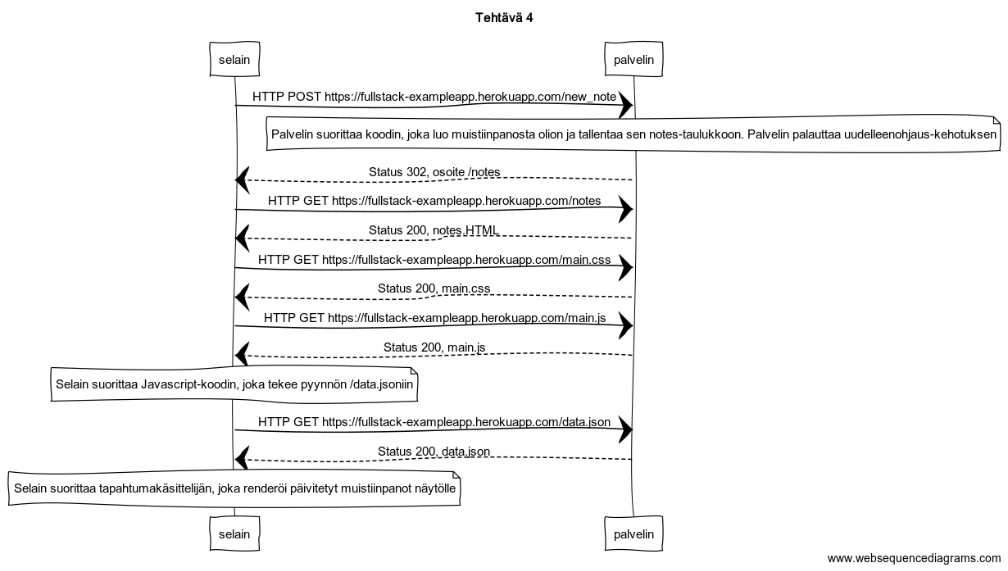 Tehtävä 4
selain
palvelin
HTTP POST https://fullstack-exampleapp.herokuapp.com/new_note
Palvelin suorittaa koodin, joka luo muistiinpanosta olion ja tallentaa sen notes-taulukkoon. Palvelin palauttaa uudelleenohjaus-kehotuksen
Status 302, osoite /notes
HTTP GET https://fullstack-exampleapp.herokuapp.com/notes
Status 200, notes.HTML
HTTP GET https://fullstack-exampleapp.herokuapp.com/main.css
Status 200, main.css
HTTP GET https://fullstack-exampleapp.herokuapp.com/main.js
Status 200, main.js
Selain suorittaa Javascript-koodin, joka tekee pyynnön /data.jsoniin
HTTP GET https://fullstack-exampleapp.herokuapp.com/data.json
Status 200, data.json
Selain suorittaa tapahtumakäsittelijän, joka renderöi päivitetyt muistiinpanot näytölle
selain
palvelin
www.websequencediagrams.com